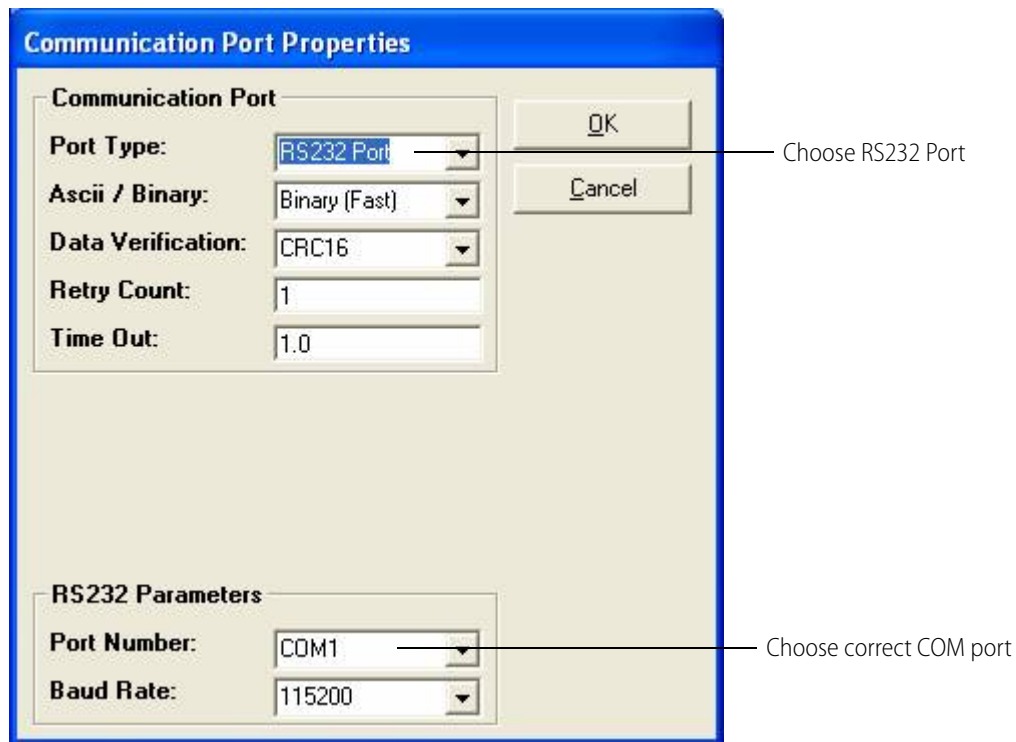 Communication Port Properties
Communication Port
Port Type: RS232 Port
Ascii / Binary: Binary (Fast)
Data Verification: CRC16
Retry Count: 1
Time Out: 1.0
OK
Cancel
Choose RS232 Port
RS232 Parameters
Port Number: COM1
Baud Rate: 115200
Choose correct COM port